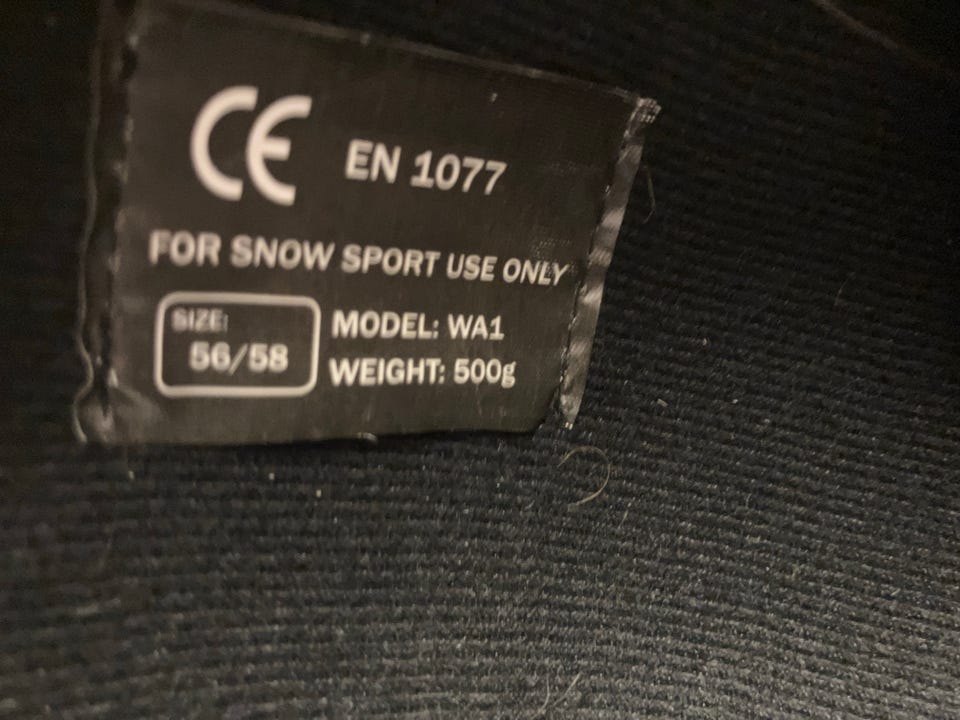 CE EN 1077
FOR SNOW SPORT USE ONLY
SIZE:
56/58
MODEL: WA1
WEIGHT: 500g